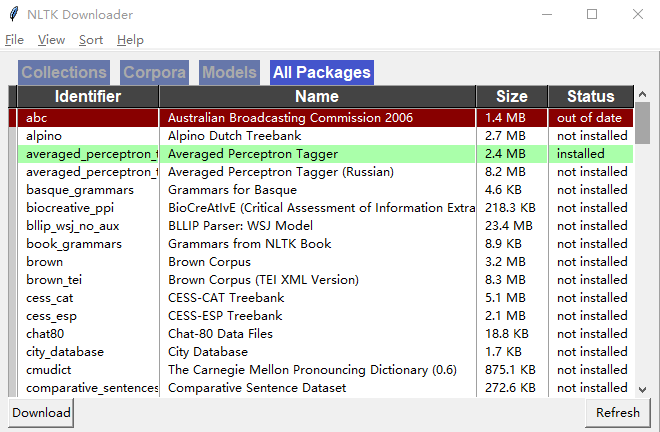 NLTK Downloader
File View Sort Help
Collections Corpora Models All Packages
Identifier Name Size Status
abc Australian Broadcasting Commission 2006 1.4 MB out of date
alpino Alpino Dutch Treebank 2.7 MB not installed
averaged_perceptron_t Averaged Perceptron Tagger 2.4 MB installed
averaged_perceptron_t Averaged Perceptron Tagger (Russian) 8.2 MB not installed
basque_grammars Grammars for Basque 4.6 KB not installed
biocreative_ppi BioCreAtIvE (Critical Assessment of Information Extra 218.3 KB not installed
bllip_wsj_no_aux BLLIP Parser: WSJ Model 23.4 MB not installed
book_grammars Grammars from NLTK Book 8.9 KB not installed
brown Brown Corpus 3.2 MB not installed
brown_tei Brown Corpus (TEI XML Version) 8.3 MB not installed
cess_cat CESS-CAT Treebank 5.1 MB not installed
cess_esp CESS-ESP Treebank 2.1 MB not installed
chat80 Chat-80 Data Files 18.8 KB not installed
city_database City Database 1.7 KB not installed
cmudict The Carnegie Mellon Pronouncing Dictionary (0.6) 875.1 KB not installed
comparative_sentences Comparative Sentence Dataset 272.6 KB not installed
Download Refresh